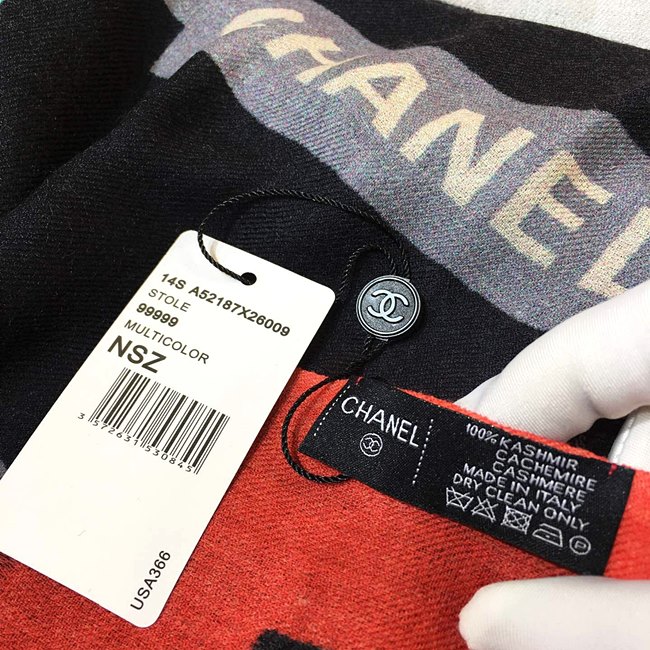 CHANEL
14S A52187X26009
STOLE
99999
MULTICOLOR
NSZ
3 572631 530845
USA366
CHANEL
100% KASHMIR
CACHEMIRE
CASHMERE
MADE IN ITALY
DRY CLEAN ONLY
P